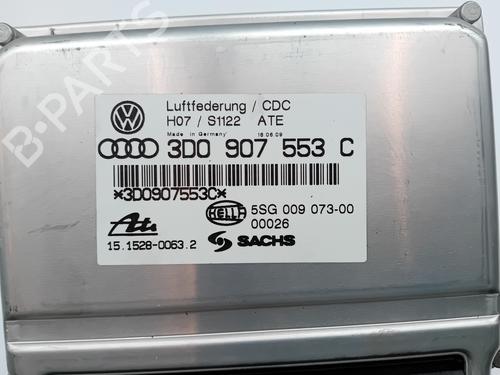 Luftfederung / CDC
H07 / S1122 ATE
Made in Germany 16.06.09
3D0 907 553 C
*3D0907553C*
Ate
HELLA
5SG 009 073-00
00026
15.1528-0063.2
SACHS
B-Parts